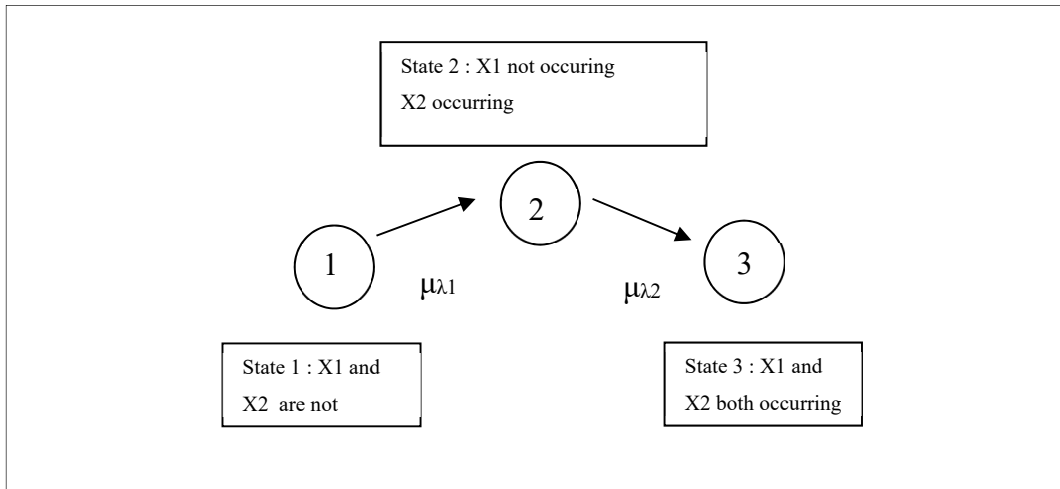 State 2 : X1 not occuring
X2 occurring
2
1
3
μλ1
μλ2
State 1 : X1 and
X2 are not
State 3 : X1 and
X2 both occurring